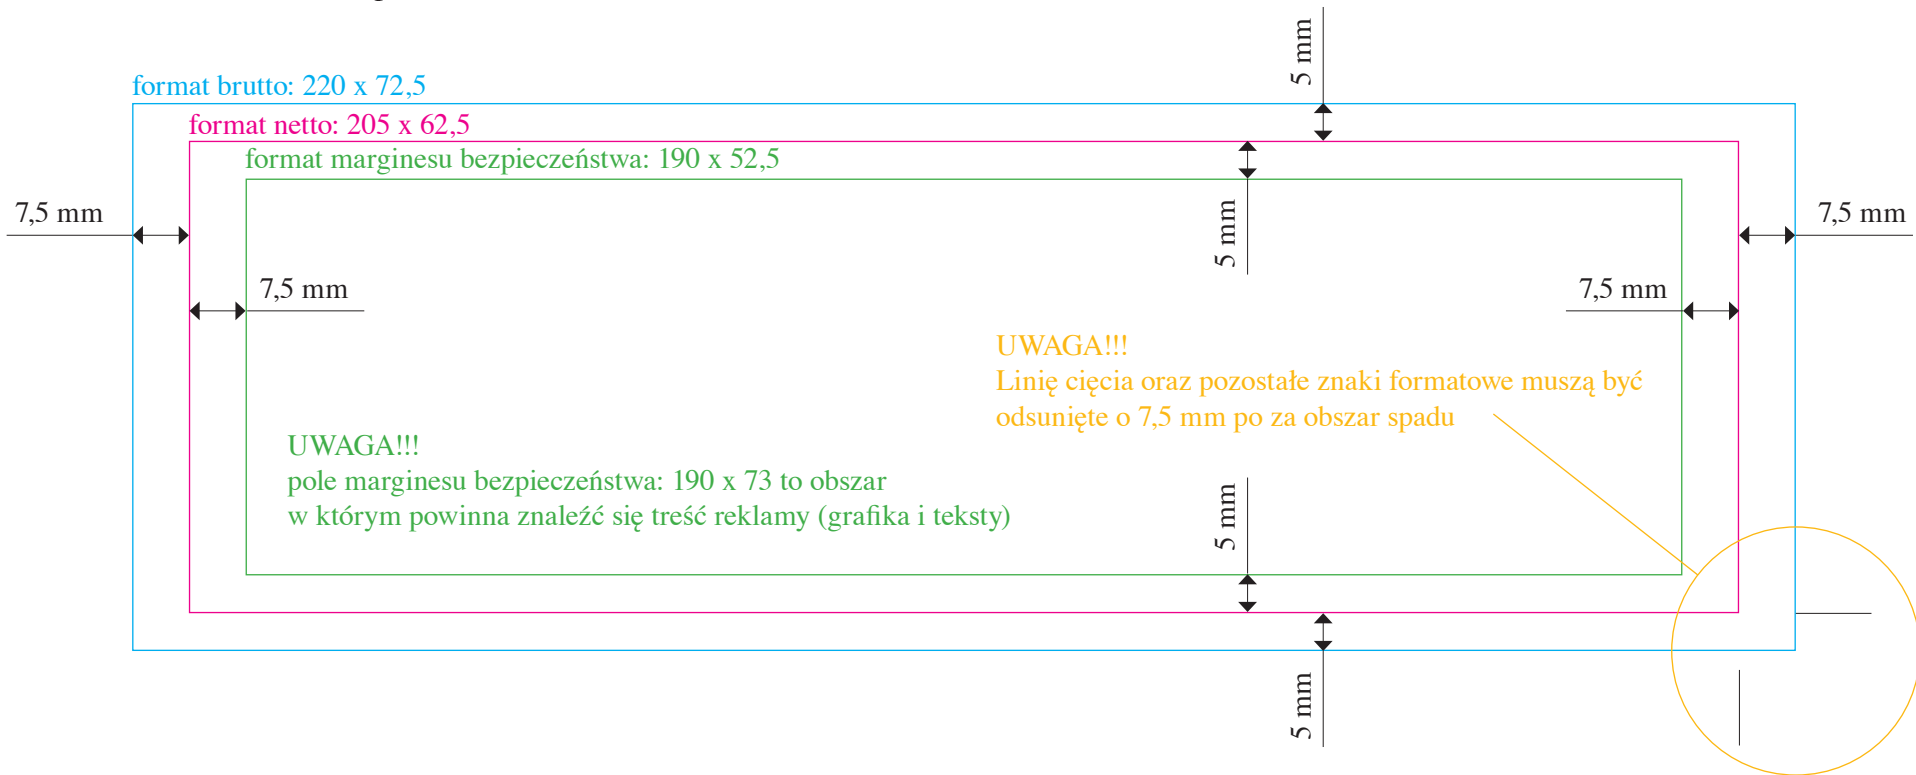 5 mm
format brutto: 220 x 72,5
format netto: 205 x 62,5
format marginesu bezpieczeństwa: 190 x 52,5
7,5 mm
5 mm
7,5 mm
7,5 mm
7,5 mm
UWAGA!!!
Linię cięcia oraz pozostałe znaki formatowe muszą być
odsunięte o 7,5 mm po za obszar spadu
UWAGA!!!
pole marginesu bezpieczeństwa: 190 x 73 to obszar
w którym powinna znaleźć się treść reklamy (grafika i teksty)
5 mm
5 mm